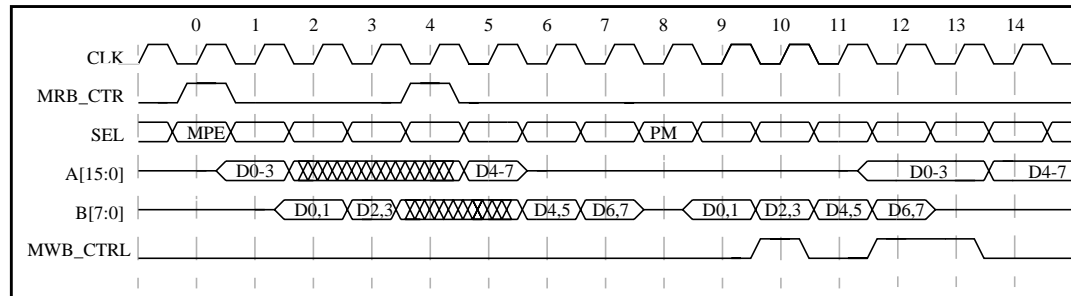 0 1 2 3 4 5 6 7 8 9 10 11 12 13 14
CLK
MRB_CTR
SEL MPE PM
A[15:0] D0-3 D4-7 D0-3 D4-7
B[7:0] D0,1 D2,3 D4,5 D6,7 D0,1 D2,3 D4,5 D6,7
MWB_CTRL